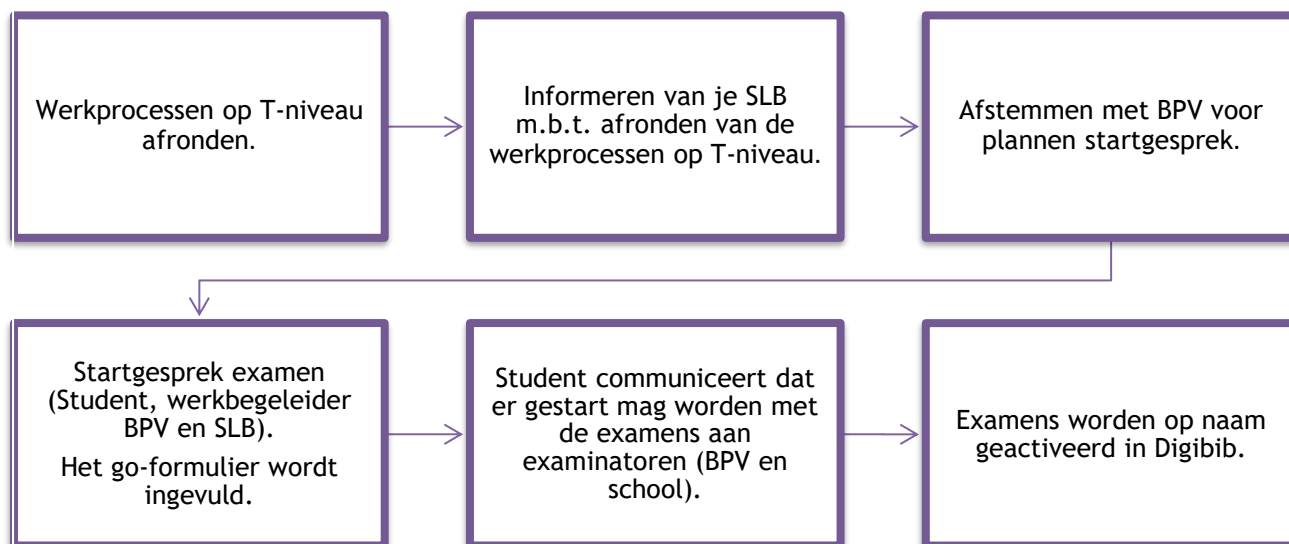 Werkprocessen op T-niveau
afronden.
Informeren van je SLB
m.b.t. afronden van de
werkprocessen op T-niveau.
Afstemmen met BPV voor
plannen startgesprek.
Startgesprek examen
(Student, werkbegeleider
BPV en SLB).
Het go-formulier wordt
ingevuld.
Student communiceert dat
er gestart mag worden met
de examens aan
examinatoren (BPV en
school).
Examens worden op naam
geactiveerd in Digibib.